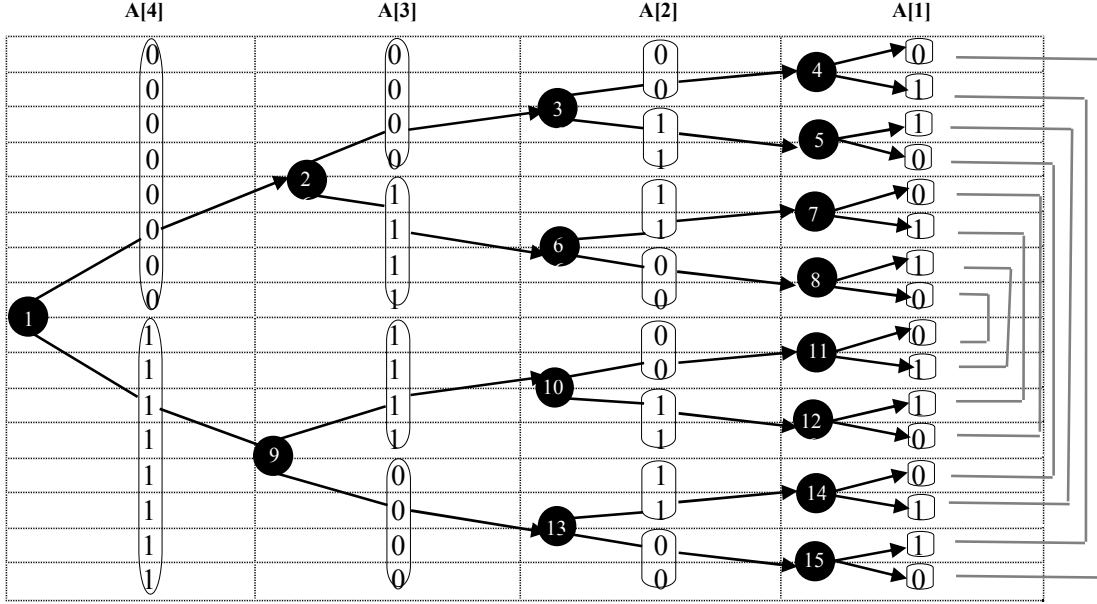 A[4] A[3] A[2] A[1]
0 0 0 0
4
0 0 0 1
3
0 0 1 1
5
0 0 1 0
2
0 1 1 0
7
0 1 1 1
6
0 1 0 1
8
0 1 0 0
1
1 1 0 0
11
1 1 0 1
10
1 1 1 1
12
1 1 1 0
9
1 0 1 0
14
1 0 1 1
13
1 0 0 1
15
1 0 0 0